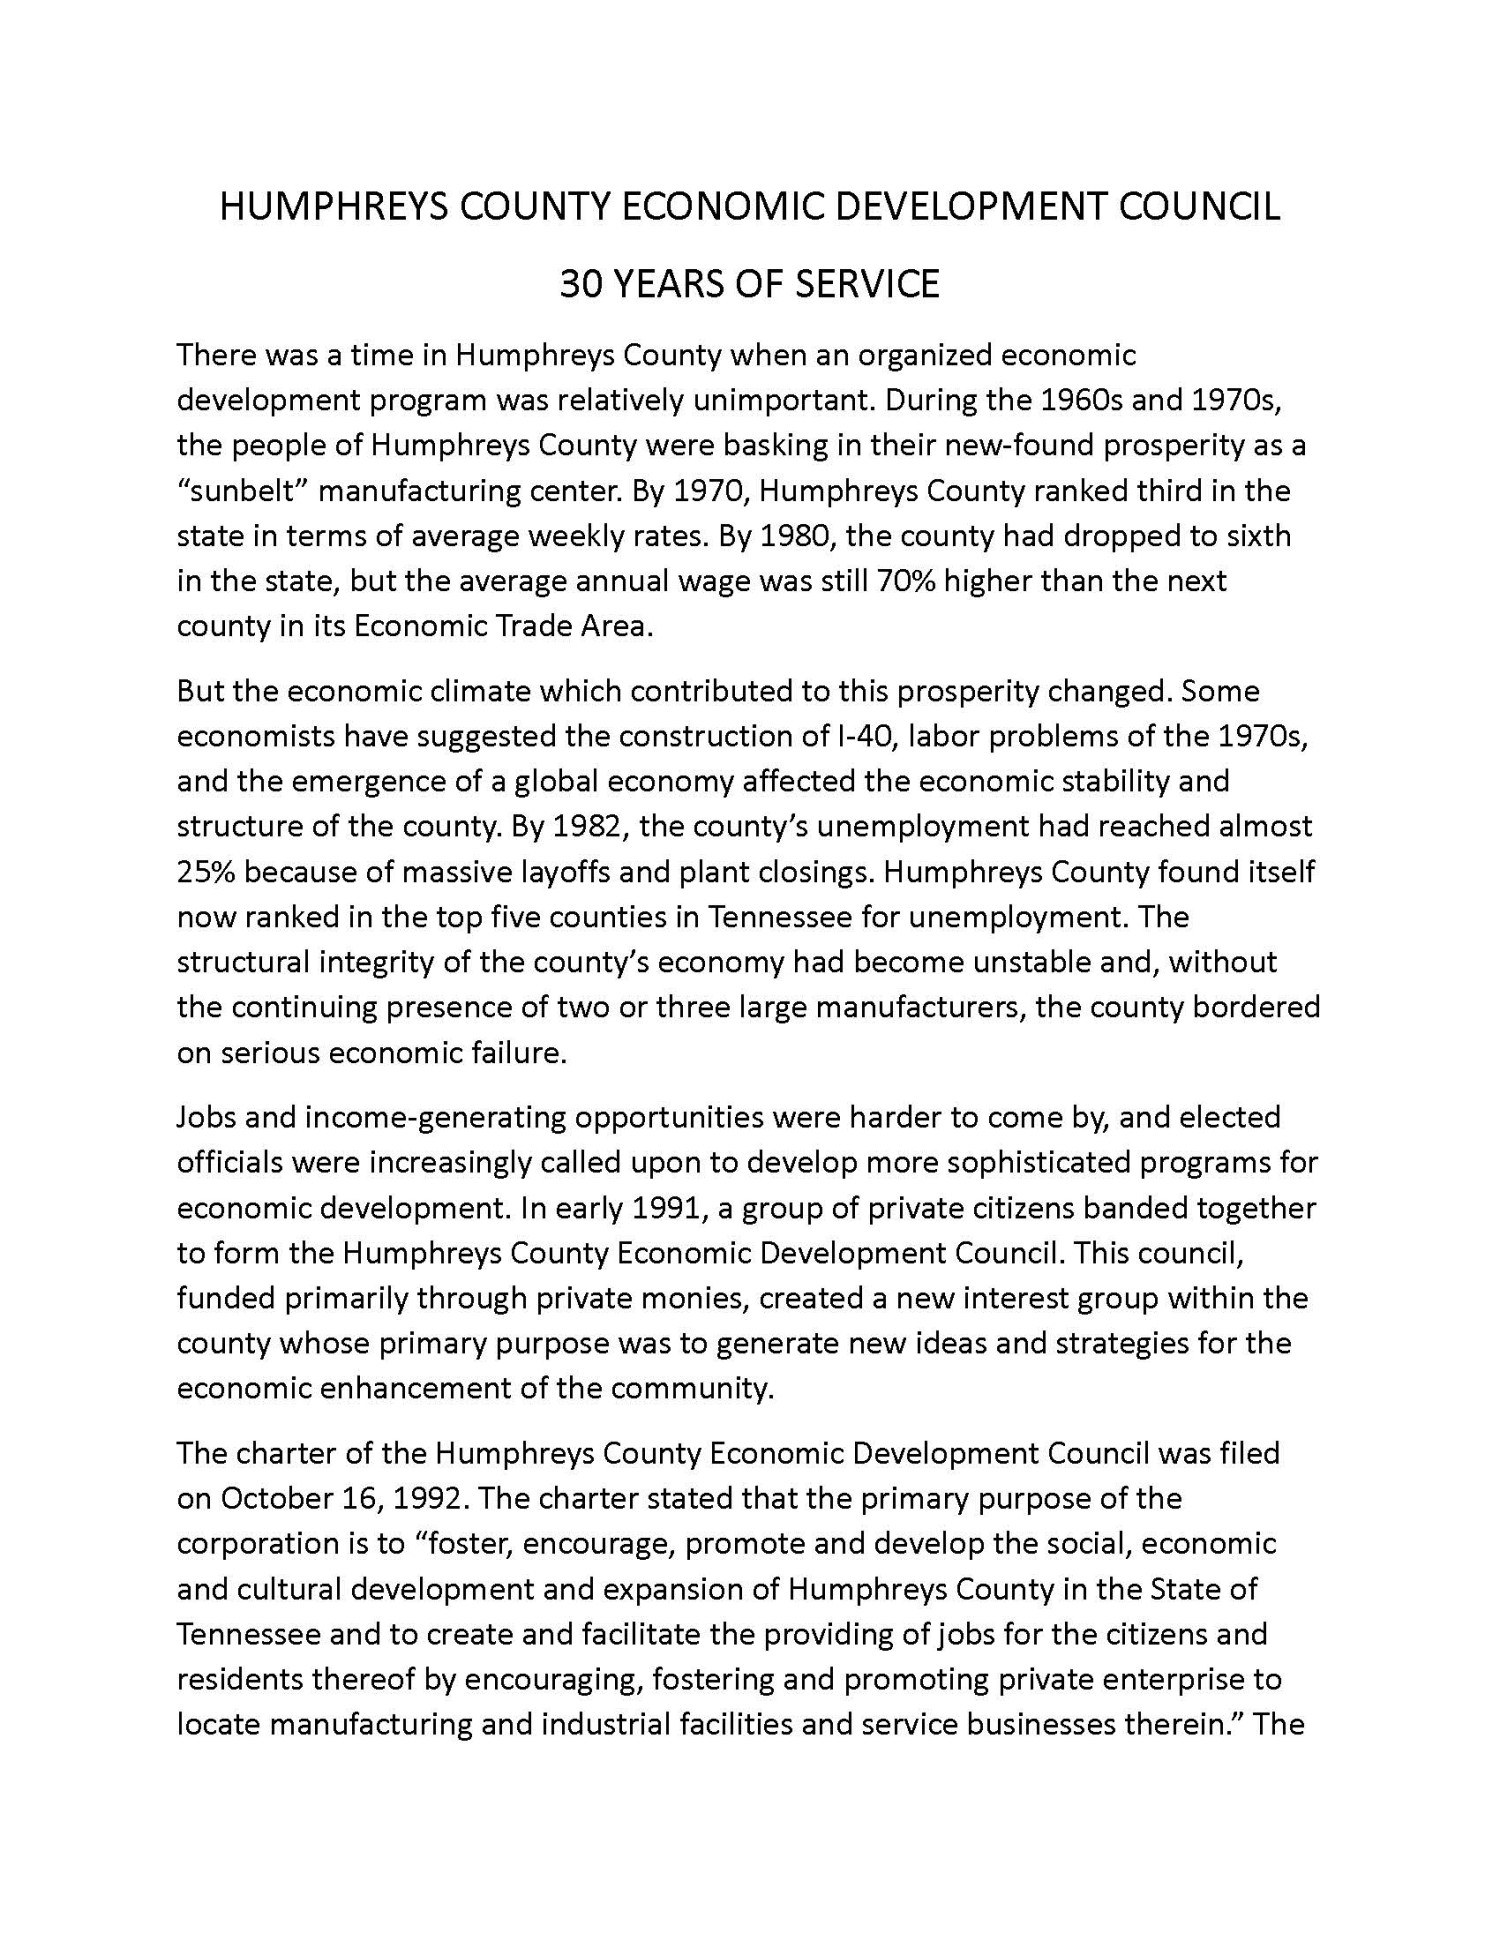 HUMPHREYS COUNTY ECONOMIC DEVELOPMENT COUNCIL
30 YEARS OF SERVICE
There was a time in Humphreys County when an organized economic
development program was relatively unimportant. During the 1960s and 1970s,
the people of Humphreys County were basking in their new-found prosperity as a
“sunbelt” manufacturing center. By 1970, Humphreys County ranked third in the
state in terms of average weekly rates. By 1980, the county had dropped to sixth
in the state, but the average annual wage was still 70% higher than the next
county in its Economic Trade Area.
But the economic climate which contributed to this prosperity changed. Some
economists have suggested the construction of I-40, labor problems of the 1970s,
and the emergence of a global economy affected the economic stability and
structure of the county. By 1982, the county’s unemployment had reached almost
25% because of massive layoffs and plant closings. Humphreys County found itself
now ranked in the top five counties in Tennessee for unemployment. The
structural integrity of the county’s economy had become unstable and, without
the continuing presence of two or three large manufacturers, the county bordered
on serious economic failure.
Jobs and income-generating opportunities were harder to come by, and elected
officials were increasingly called upon to develop more sophisticated programs for
economic development. In early 1991, a group of private citizens banded together
to form the Humphreys County Economic Development Council. This council,
funded primarily through private monies, created a new interest group within the
county whose primary purpose was to generate new ideas and strategies for the
economic enhancement of the community.
The charter of the Humphreys County Economic Development Council was filed
on October 16, 1992. The charter stated that the primary purpose of the
corporation is to “foster, encourage, promote and develop the social, economic
and cultural development and expansion of Humphreys County in the State of
Tennessee and to create and facilitate the providing of jobs for the citizens and
residents thereof by encouraging, fostering and promoting private enterprise to
locate manufacturing and industrial facilities and service businesses therein.” The